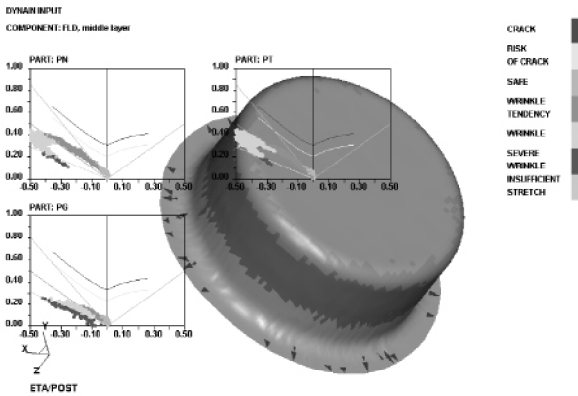 DYNAIN INPUT
COMPONENT: FLD, middle layer
PART: PN
1.00
0.80
0.60
0.40
0.20
0.00
-0.50 -0.30 -0.10 0.10 0.30 0.50
PART: PT
1.00
0.80
0.60
0.40
0.20
0.00
-0.50 -0.30 -0.10 0.10 0.30 0.50
PART: PG
1.00
0.80
0.60
0.40
0.20
0.00
-0.50 -0.30 -0.10 0.10 0.30 0.50
Y
X
Z
ETA/POST
CRACK
RISK
OF CRACK
SAFE
WRINKLE
TENDENCY
WRINKLE
SEVERE
WRINKLE
INSUFFICIENT
STRETCH